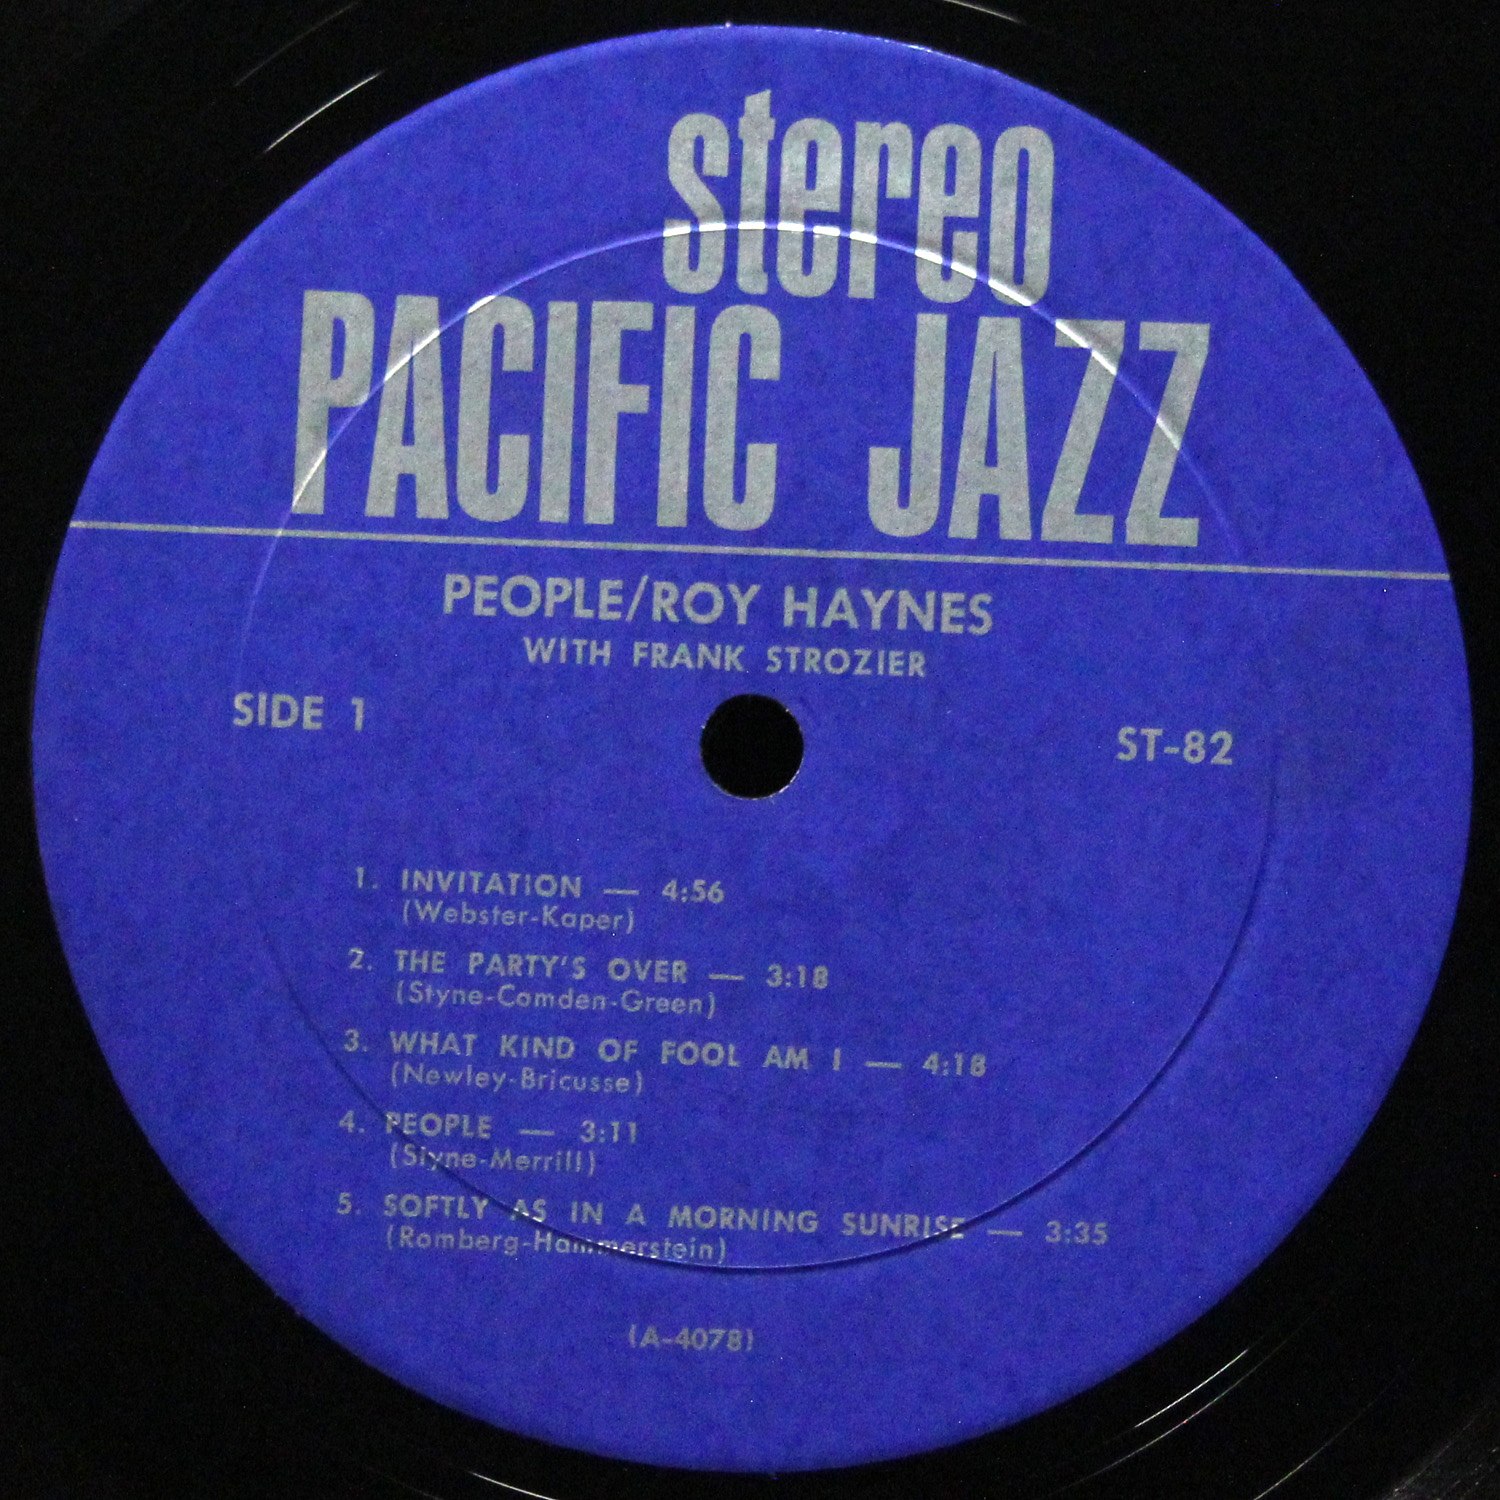 stereo
PACIFIC JAZZ
PEOPLE/ROY HAYNES
WITH FRANK STROZIER
SIDE 1
ST-82
1. INVITATION — 4:56
(Webster-Kaper)
2. THE PARTY'S OVER — 3:18
(Styne-Comden-Green)
3. WHAT KIND OF FOOL AM I — 4:18
(Newley-Bricusse)
4. PEOPLE — 3:11
(Styne-Merrill)
5. SOFTLY AS IN A MORNING SUNRISE — 3:35
(Romberg-Hammerstein)
(A-4078)